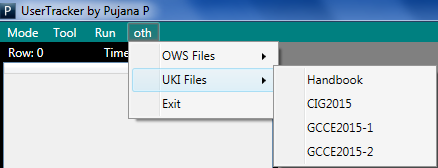 P UserTracker by Pujana P
Mode Tool Run oth
Row: 0 Time
OWS Files
UKI Files
Exit
Handbook
CIG2015
GCCE2015-1
GCCE2015-2